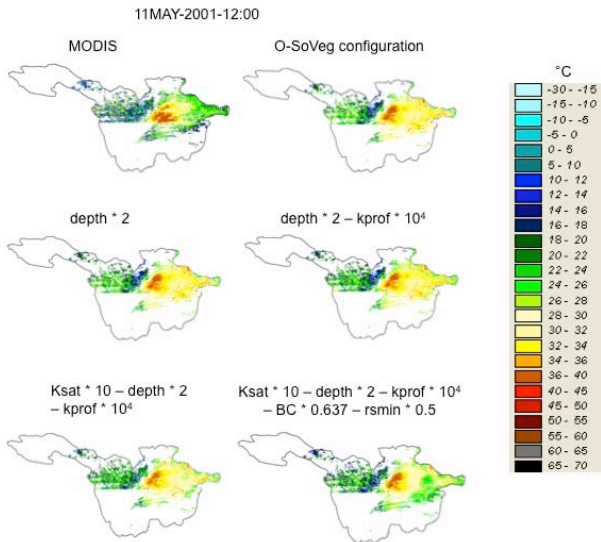 11MAY-2001-12:00
MODIS
O-SoVeg configuration
depth * 2
depth * 2 – kprof * 10⁴
Ksat * 10 – depth * 2
– kprof * 10⁴
Ksat * 10 – depth * 2 – kprof * 10⁴
– BC * 0.637 – rsmin * 0.5
°C
-30 - -15
-15 - -10
-10 - -5
-5 - 0
0 - 5
5 - 10
10 - 12
12 - 14
14 - 16
16 - 18
18 - 20
20 - 22
22 - 24
24 - 26
26 - 28
28 - 30
30 - 32
32 - 34
34 - 36
36 - 40
40 - 45
45 - 50
50 - 55
55 - 60
60 - 65
65 - 70